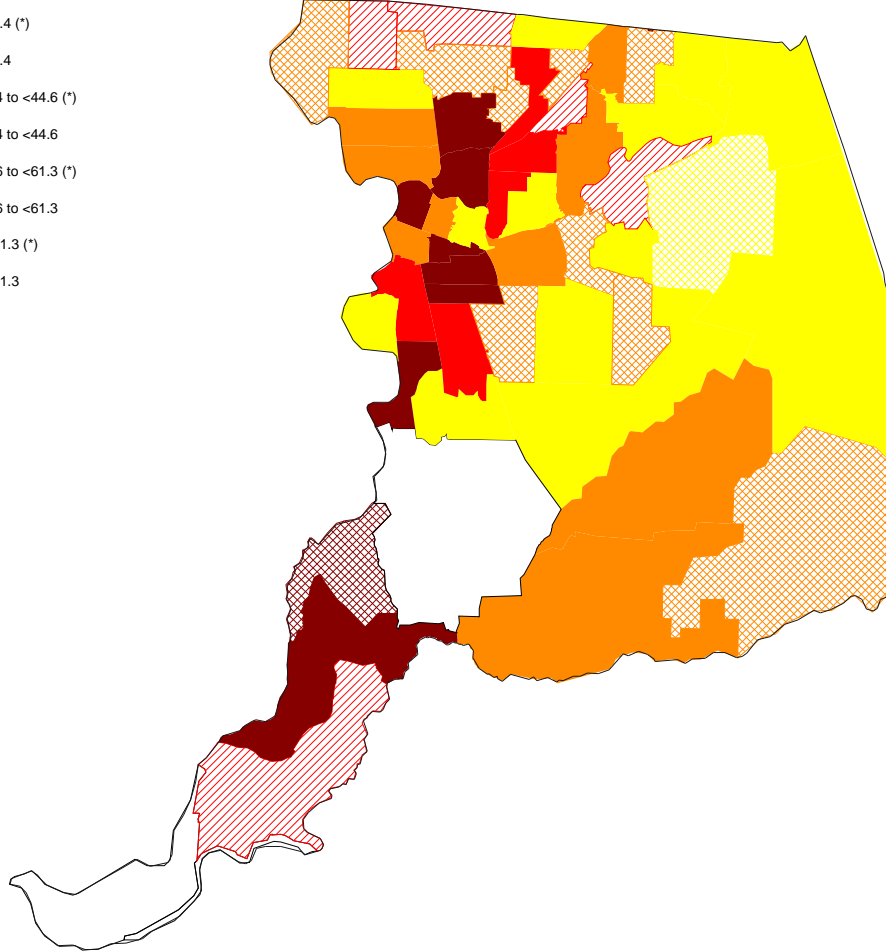 .4 (*)
.4
4 to <44.6 (*)
4 to <44.6
6 to <61.3 (*)
6 to <61.3
1.3 (*)
1.3